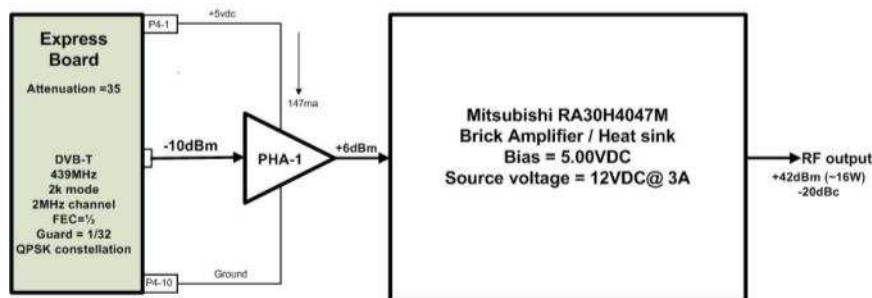 Express
Board
Attenuation =35
DVB-T
439MHz
2k mode
2MHz channel
FEC=½
Guard = 1/32
QPSK constellation
P4-1
+5vdc
147ma
-10dBm
PHA-1
+6dBm
P4-10
Ground
Mitsubishi RA30H4047M
Brick Amplifier / Heat sink
Bias = 5.00VDC
Source voltage = 12VDC@ 3A
RF output
+42dBm (~16W)
-20dBc